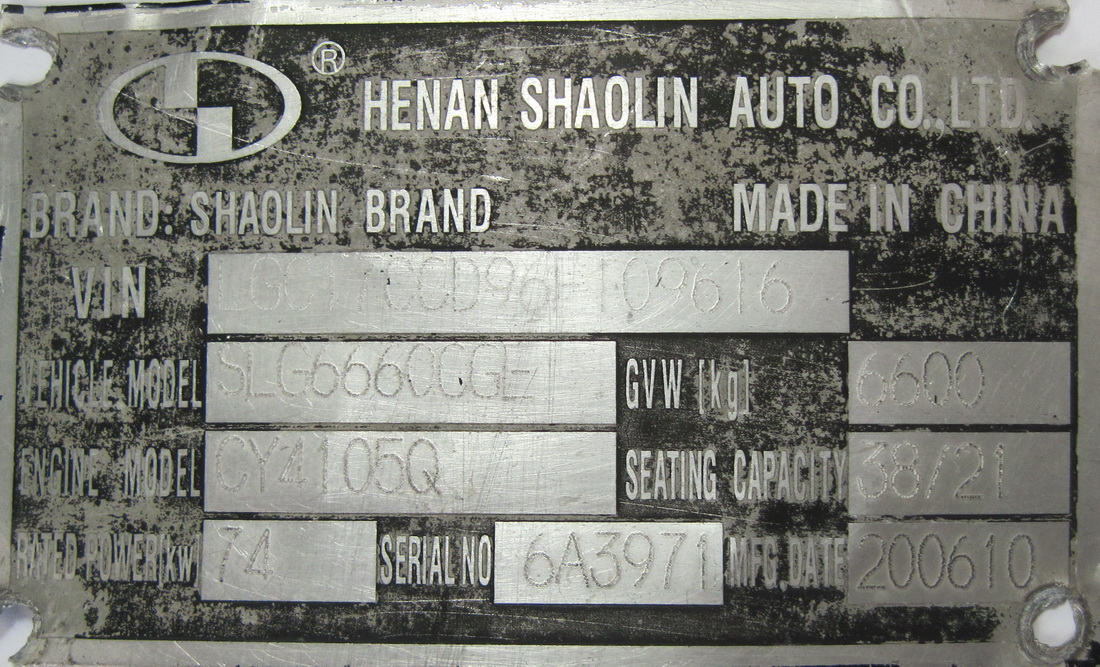 ®
HENAN SHAOLIN AUTO CO.,LTD.
BRAND: SHAOLIN BRAND MADE IN CHINA
VIN
VEHICLE MODEL SLG6660CGE GVW [kg] 6600
ENGINE MODEL CY4105Q SEATING CAPACITY 38/21
RATED POWER(kw 74 SERIAL NO 6A3971 MFG.DATE 200610